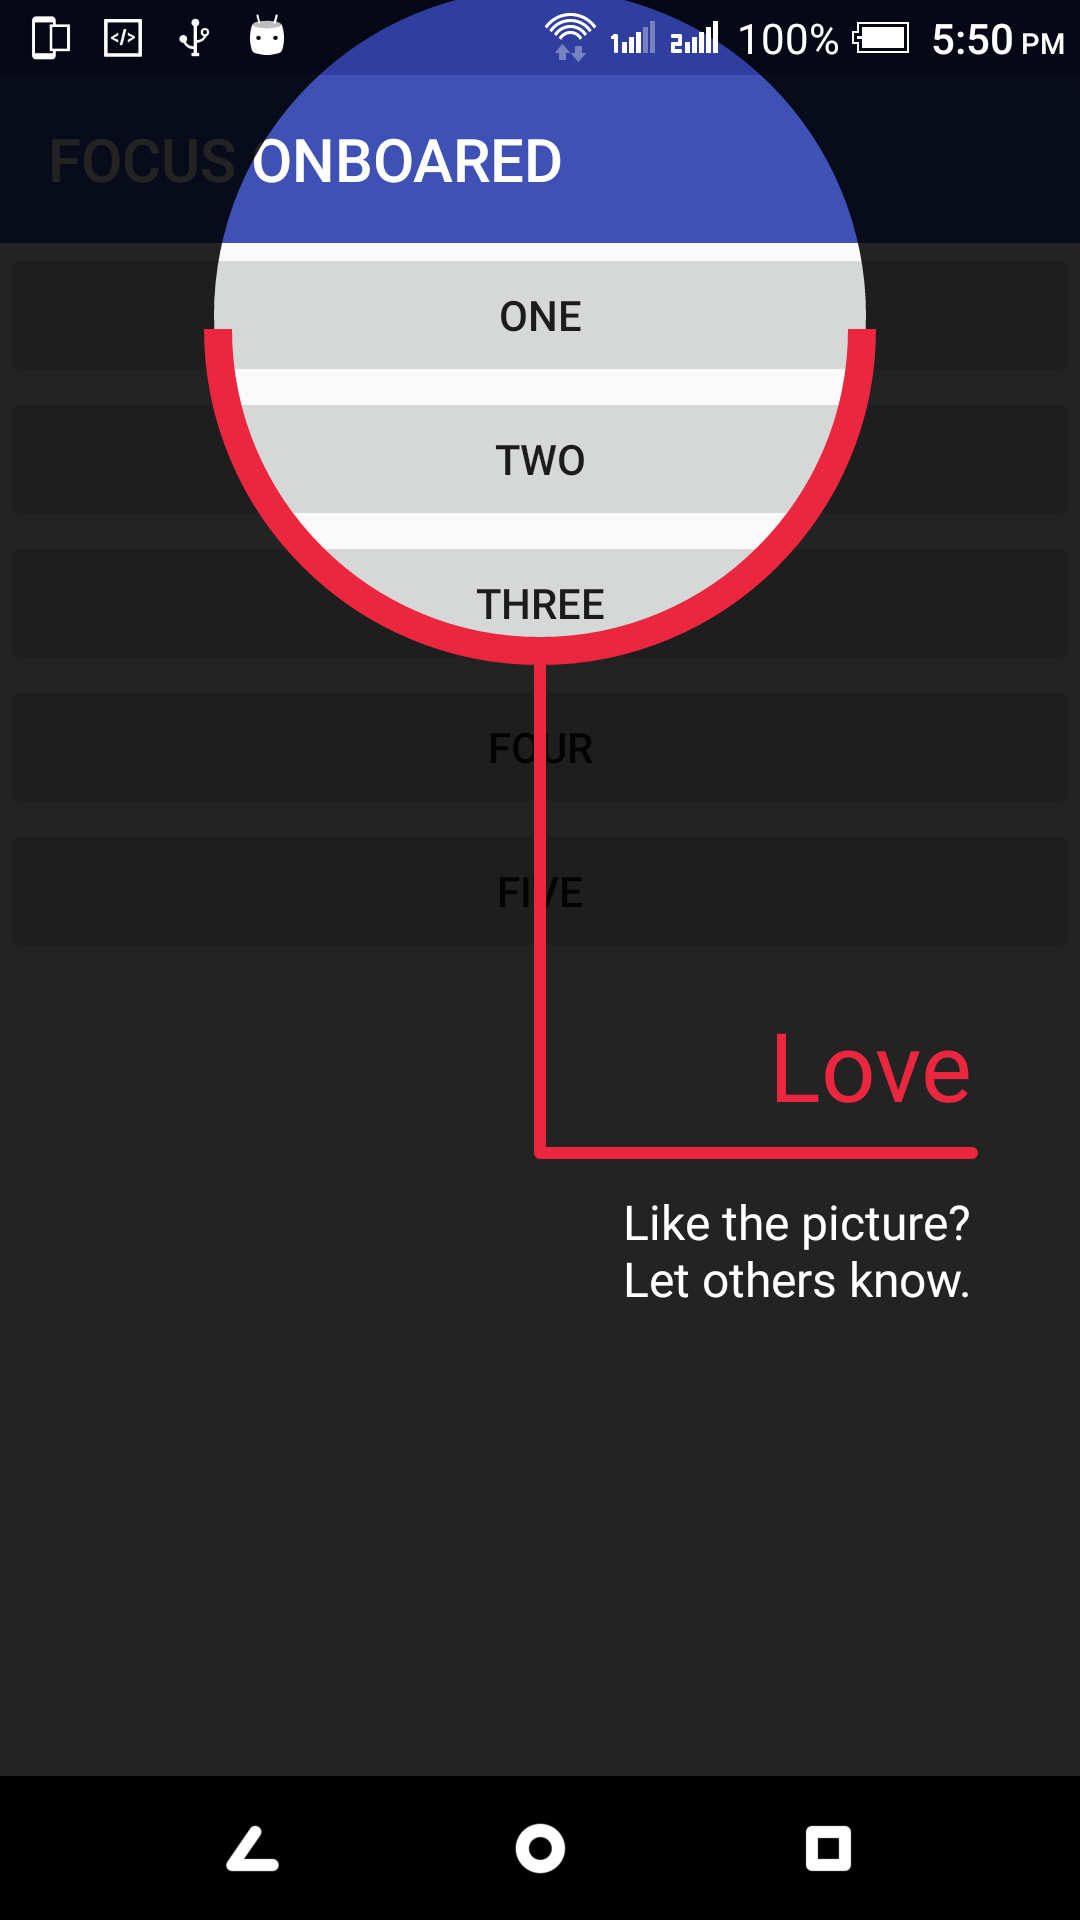 100% 5:50 PM
FOCUS ONBOARED
ONE
TWO
THREE
FOUR
FIVE
Love
Like the picture?
Let others know.